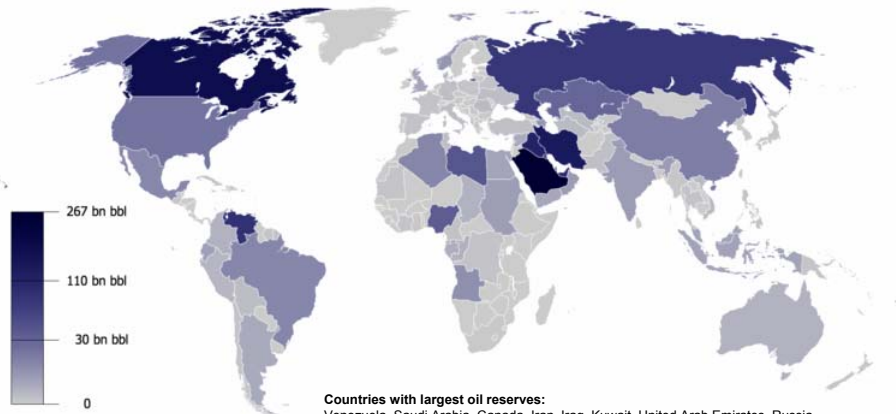 267 bn bbl
110 bn bbl
30 bn bbl
0
Countries with largest oil reserves:
Venezuela, Saudi Arabia, Canada, Iran, Iraq, Kuwait, United Arab Emirates, Russia